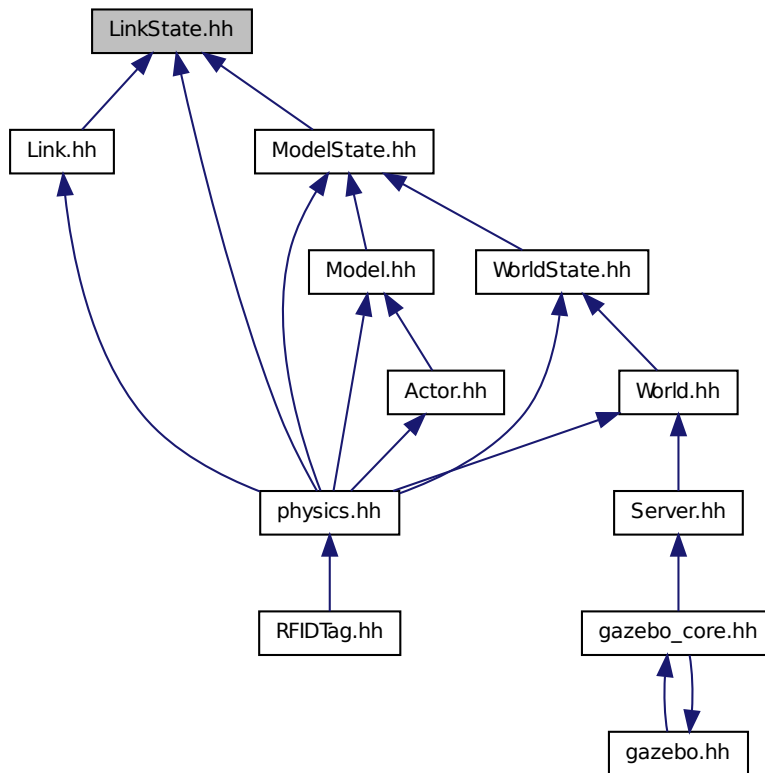 LinkState.hh
Link.hh
ModelState.hh
Model.hh
WorldState.hh
Actor.hh
World.hh
physics.hh
Server.hh
RFIDTag.hh
gazebo_core.hh
gazebo.hh